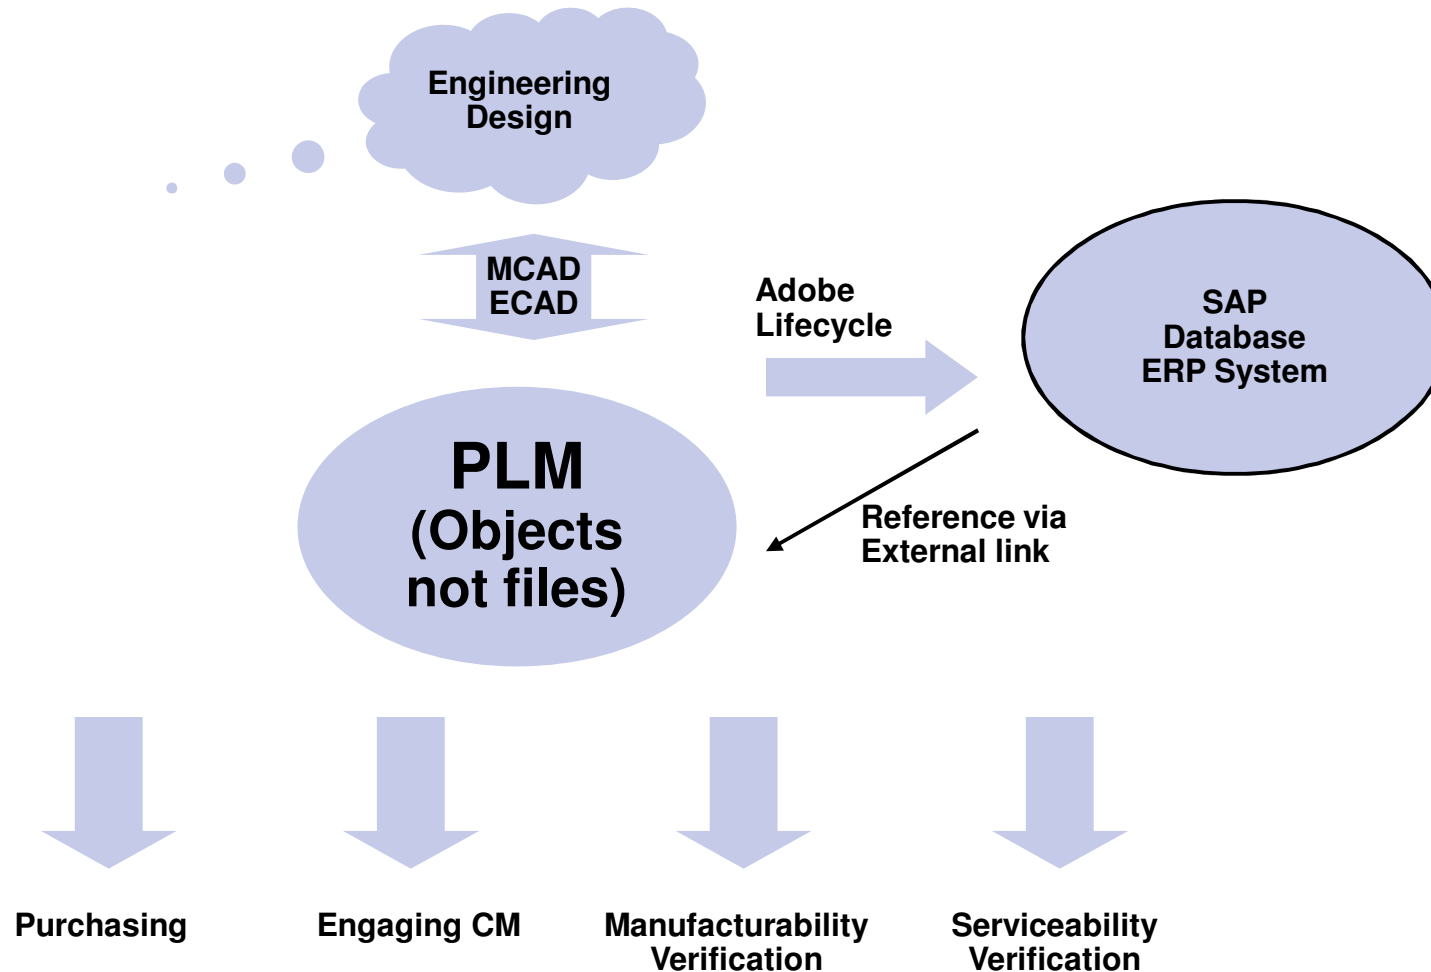 Engineering
Design
MCAD
ECAD
Adobe
Lifecycle
SAP
Database
ERP System
PLM
(Objects
not files)
Reference via
External link
Purchasing
Engaging CM
Manufacturability
Verification
Serviceability
Verification